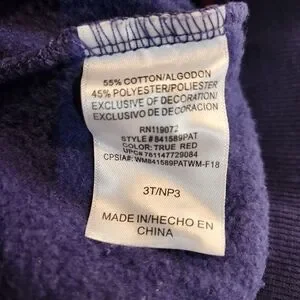 55% COTTON/ALGODON
45% POLYESTER/POLIESTER
EXCLUSIVE OF DECORATION/
EXCLUSIVO DE DECORACION
RN119072
STYLE#841589PAT
COLOR: TRUE RED
UPC#781147729084
CPSIA#: WM841589PATWM-F18
3T/NP3
MADE IN/HECHO EN
CHINA